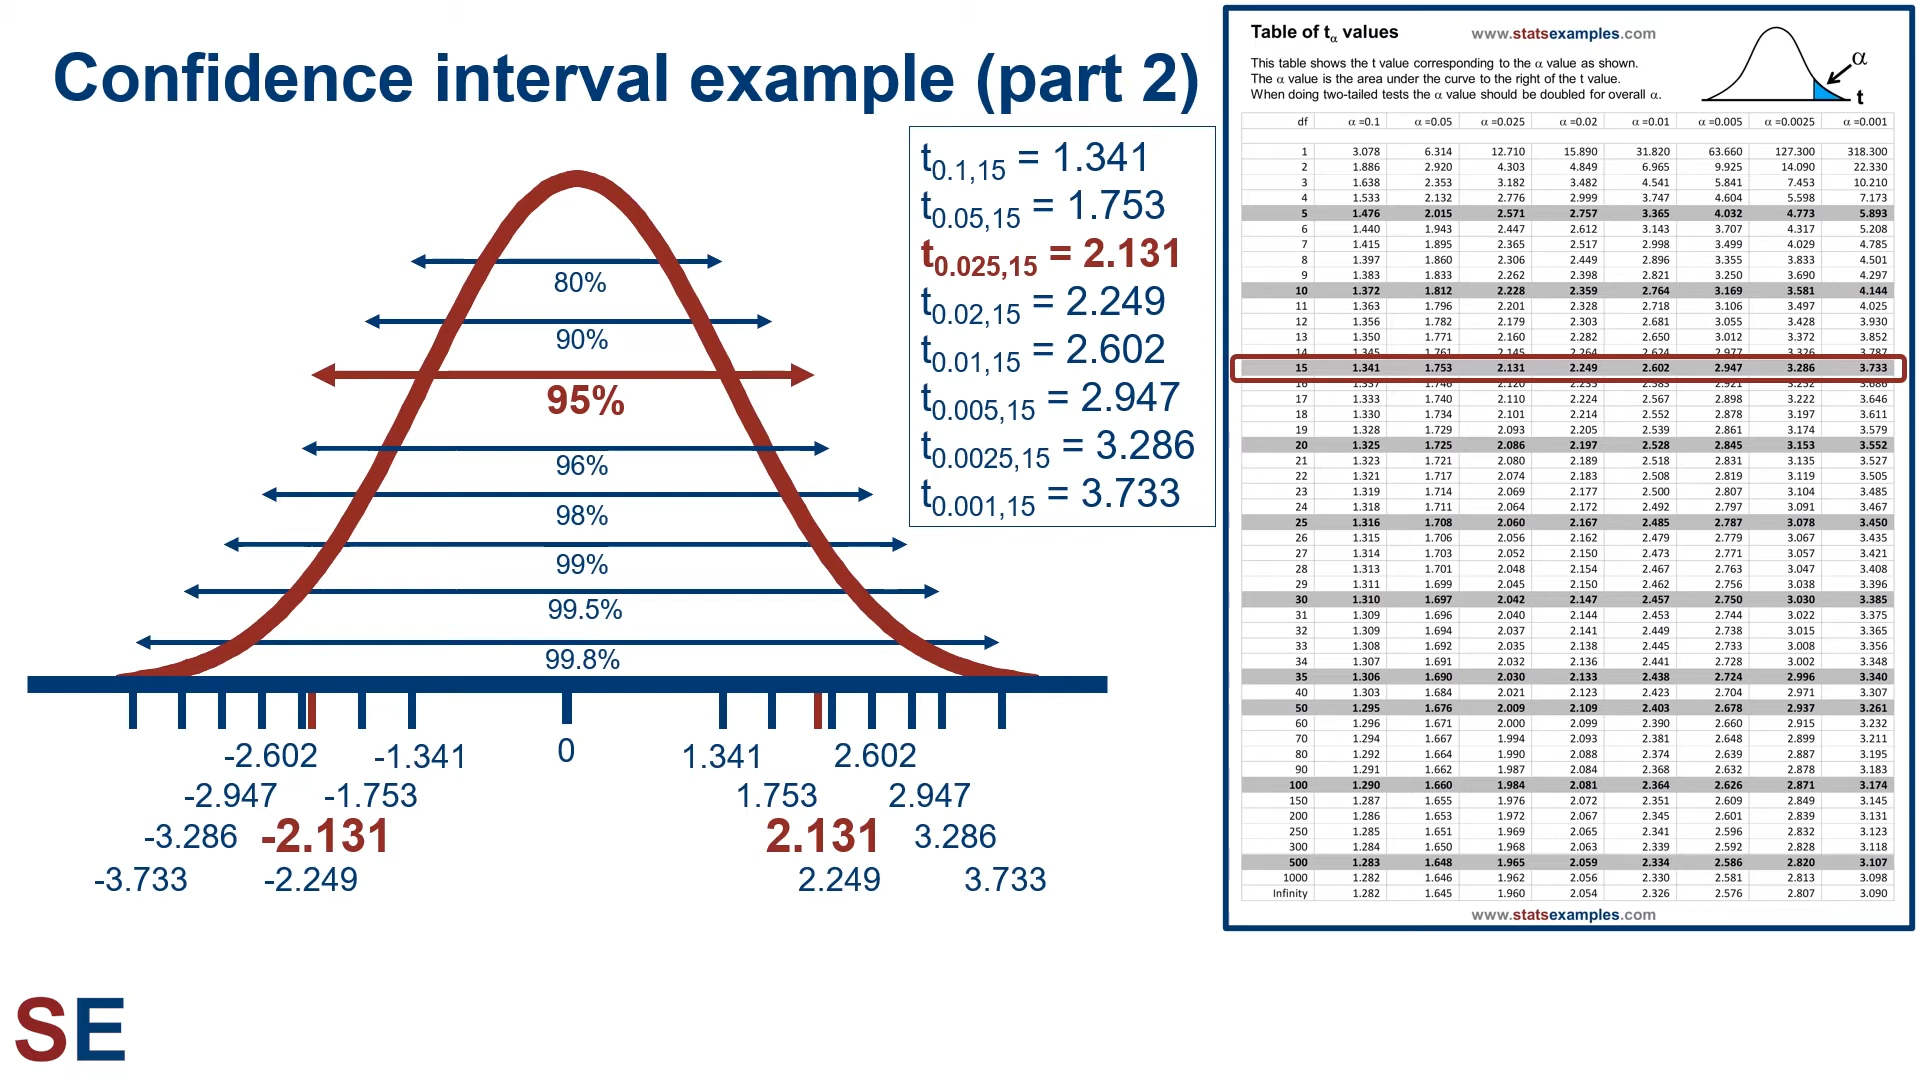 Confidence interval example (part 2)
t0.1,15 = 1.341
t0.05,15 = 1.753
t0.025,15 = 2.131
t0.02,15 = 2.249
t0.01,15 = 2.602
t0.005,15 = 2.947
t0.0025,15 = 3.286
t0.001,15 = 3.733
80%
90%
95%
96%
98%
99%
99.5%
99.8%
-2.602 -1.341 0 1.341 2.602
-2.947 -1.753 1.753 2.947
-3.286 -2.131 2.131 3.286
-3.733 -2.249 2.249 3.733
SE
Table of tα values www.statsexamples.com
This table shows the t value corresponding to the α value as shown.
The α value is the area under the curve to the right of the t value.
When doing two-tailed tests the α value should be doubled for overall α.
α
t
df α =0.1 α =0.05 α =0.025 α =0.02 α =0.01 α =0.005 α =0.0025 α =0.001
1 3.078 6.314 12.710 15.890 31.820 63.660 127.300 318.300
2 1.886 2.920 4.303 4.849 6.965 9.925 14.090 22.330
3 1.638 2.353 3.182 3.482 4.541 5.841 7.453 10.210
4 1.533 2.132 2.776 2.999 3.747 4.604 5.598 7.173
5 1.476 2.015 2.571 2.757 3.365 4.032 4.773 5.893
6 1.440 1.943 2.447 2.612 3.143 3.707 4.317 5.208
7 1.415 1.895 2.365 2.517 2.998 3.499 4.029 4.785
8 1.397 1.860 2.306 2.449 2.896 3.355 3.833 4.501
9 1.383 1.833 2.262 2.398 2.821 3.250 3.690 4.297
10 1.372 1.812 2.228 2.359 2.764 3.169 3.581 4.144
11 1.363 1.796 2.201 2.328 2.718 3.106 3.497 4.025
12 1.356 1.782 2.179 2.303 2.681 3.055 3.428 3.930
13 1.350 1.771 2.160 2.282 2.650 3.012 3.372 3.852
14 1.345 1.761 2.145 2.264 2.624 2.977 3.326 3.787
15 1.341 1.753 2.131 2.249 2.602 2.947 3.286 3.733
16 1.337 1.746 2.120 2.235 2.583 2.921 3.252 3.686
17 1.333 1.740 2.110 2.224 2.567 2.898 3.222 3.646
18 1.330 1.734 2.101 2.214 2.552 2.878 3.197 3.611
19 1.328 1.729 2.093 2.205 2.539 2.861 3.174 3.579
20 1.325 1.725 2.086 2.197 2.528 2.845 3.153 3.552
21 1.323 1.721 2.080 2.189 2.518 2.831 3.135 3.527
22 1.321 1.717 2.074 2.183 2.508 2.819 3.119 3.505
23 1.319 1.714 2.069 2.177 2.500 2.807 3.104 3.485
24 1.318 1.711 2.064 2.172 2.492 2.797 3.091 3.467
25 1.316 1.708 2.060 2.167 2.485 2.787 3.078 3.450
26 1.315 1.706 2.056 2.162 2.479 2.779 3.067 3.435
27 1.314 1.703 2.052 2.150 2.473 2.771 3.057 3.421
28 1.313 1.701 2.048 2.154 2.467 2.763 3.047 3.408
29 1.311 1.699 2.045 2.150 2.462 2.756 3.038 3.396
30 1.310 1.697 2.042 2.147 2.457 2.750 3.030 3.385
31 1.309 1.696 2.040 2.144 2.453 2.744 3.022 3.375
32 1.309 1.694 2.037 2.141 2.449 2.738 3.015 3.365
33 1.308 1.692 2.035 2.138 2.445 2.733 3.008 3.356
34 1.307 1.691 2.032 2.136 2.441 2.728 3.002 3.348
35 1.306 1.690 2.030 2.133 2.438 2.724 2.996 3.340
40 1.303 1.684 2.021 2.123 2.423 2.704 2.971 3.307
50 1.295 1.676 2.009 2.109 2.403 2.678 2.937 3.261
60 1.296 1.671 2.000 2.099 2.390 2.660 2.915 3.232
70 1.294 1.667 1.994 2.093 2.381 2.648 2.899 3.211
80 1.292 1.664 1.990 2.088 2.374 2.639 2.887 3.195
90 1.291 1.662 1.987 2.084 2.368 2.632 2.878 3.183
100 1.290 1.660 1.984 2.081 2.364 2.626 2.871 3.174
150 1.287 1.655 1.976 2.072 2.351 2.609 2.849 3.145
200 1.286 1.653 1.972 2.067 2.345 2.601 2.839 3.131
250 1.285 1.651 1.969 2.065 2.341 2.596 2.832 3.123
300 1.284 1.650 1.968 2.063 2.339 2.592 2.828 3.118
500 1.283 1.648 1.965 2.059 2.334 2.586 2.820 3.107
1000 1.282 1.646 1.962 2.056 2.330 2.581 2.813 3.098
Infinity 1.282 1.645 1.960 2.054 2.326 2.576 2.807 3.090
www.statsexamples.com